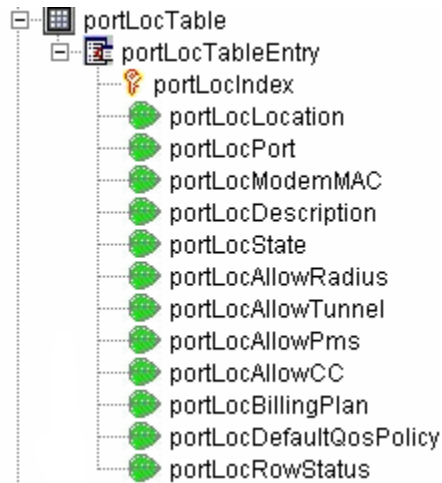 portLocTable
portLocTableEntry
portLocIndex
portLocLocation
portLocPort
portLocModemMAC
portLocDescription
portLocState
portLocAllowRadius
portLocAllowTunnel
portLocAllowPms
portLocAllowCC
portLocBillingPlan
portLocDefaultQosPolicy
portLocRowStatus